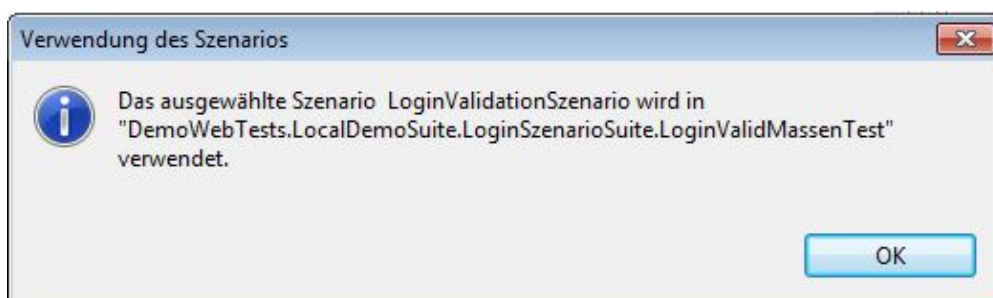 Verwendung des Szenarios
Das ausgewählte Szenario  LoginValidationSzenario wird in
"DemoWebTests.LocalDemoSuite.LoginSzenarioSuite.LoginValidMassenTest"
verwendet.
OK